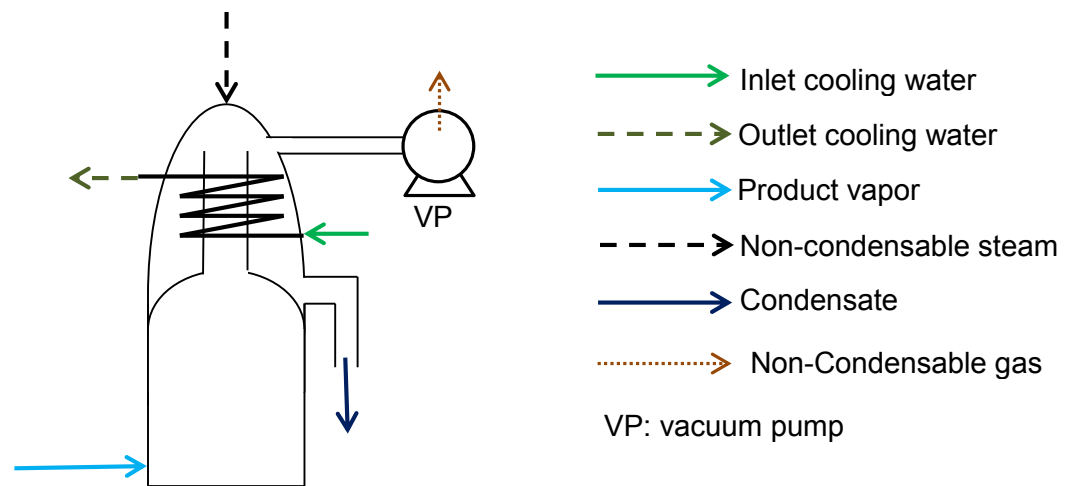 VP
Inlet cooling water
Outlet cooling water
Product vapor
Non-condensable steam
Condensate
Non-Condensable gas
VP: vacuum pump